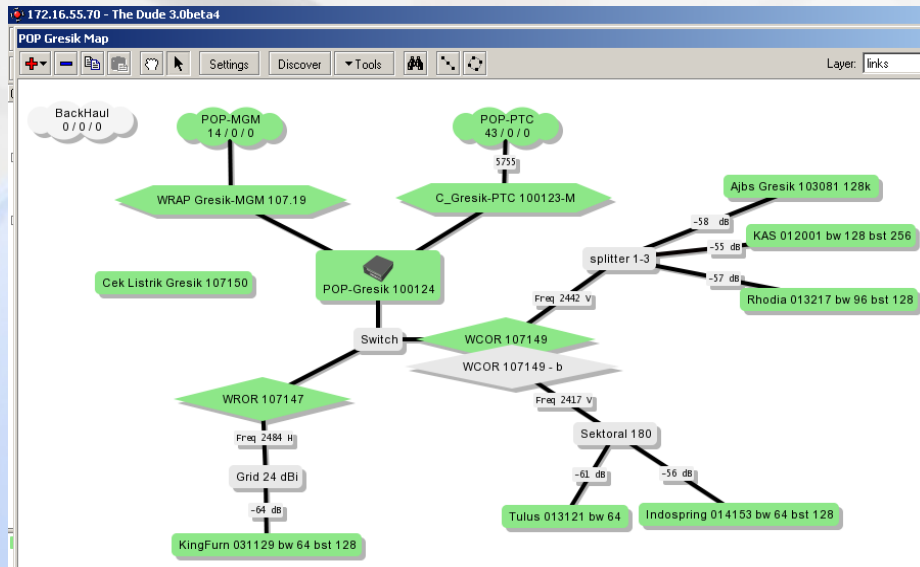 172.16.55.70 - The Dude 3.0beta4
POP Gresik Map
Settings
Discover
Tools
Layer:
links
BackHaul
0 / 0 / 0
POP-MGM
14 / 0 / 0
POP-PTC
43 / 0 / 0
5755
WRAP Gresik-MGM 107.19
C_Gresik-PTC 100123-M
Ajbs Gresik 103081 128k
-58 dB
KAS 012001 bw 128 bst 256
-55 dB
splitter 1-3
-57 dB
Rhodia 013217 bw 96 bst 128
Cek Listrik Gresik 107150
POP-Gresik 100124
Freq 2442 V
Switch
WCOR 107149
WCOR 107149 - b
WROR 107147
Freq 2417 V
Freq 2484 H
Sektoral 180
Grid 24 dBi
-61 dB
-56 dB
-64 dB
Tulus 013121 bw 64
Indospring 014153 bw 64 bst 128
KingFurn 031129 bw 64 bst 128